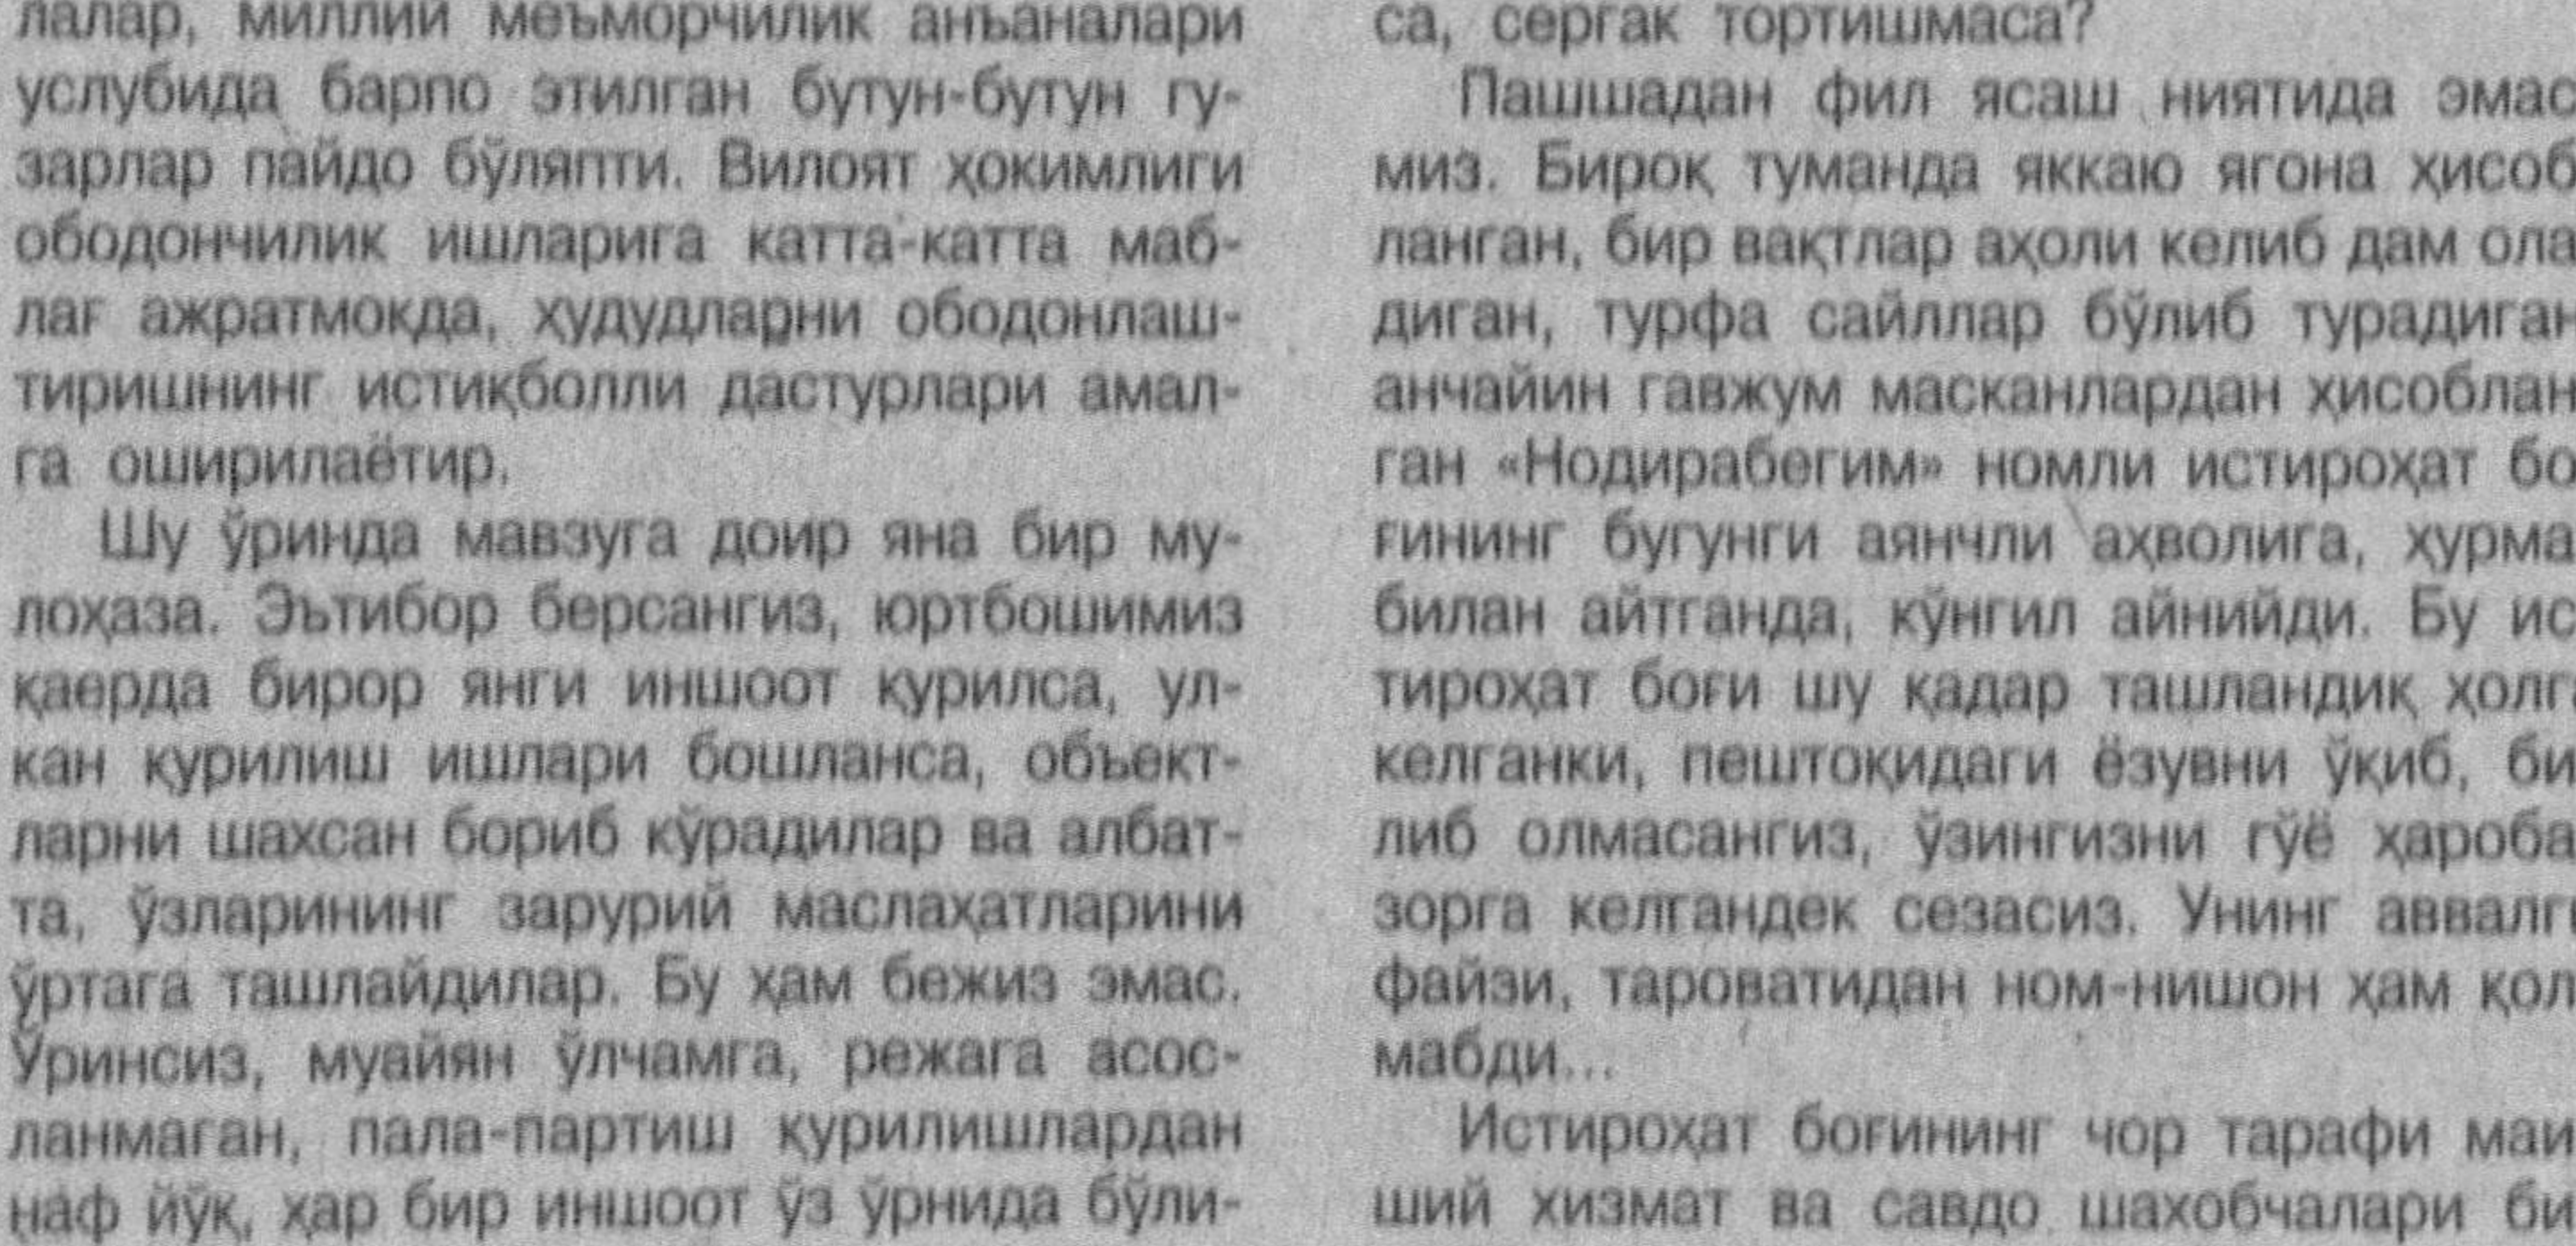 лалар, миллий меъморчилик анъаналари
услубида барпо этилган бутун-бутун гу-
зарлар пайдо бўляпти. Вилоят ҳокимлиги
ободончилик ишларига катта-катта маб-
лағ ажратмоқда, ҳудудларни ободонлаш-
тиришнинг истиқболли дастурлари амал-
га оширилаётир.
Шу ўринда мавзуга доир яна бир му-
лоҳаза. Эътибор берсангиз, юртбошимиз
қаерда бирор янги иншоот қурилса, ул-
кан қурилиш ишлари бошланса, объект-
ларни шахсан бориб кўрадилар ва албат-
та, ўзларининг зарурий маслаҳатларини
ўртага ташлайдилар. Бу ҳам бежиз эмас.
Ўринсиз, муайян ўлчамга, режага асос-
ланмаган, пала-партиш қурилишлардан
наф йўқ, ҳар бир иншоот ўз ўрнида бўли-
са, сергак тортишмаса?
Пашшадан фил ясаш ниятида эмас
миз. Бироқ туманда яккаю ягона ҳисоб
ланган, бир вақтлар аҳоли келиб дам ола
диган, турфа сайллар бўлиб турадиган
анчайин гавжум масканлардан ҳисоблан
ган «Нодирабегим» номли истироҳат бо
ғининг бугунги аянчли аҳволига, ҳурма
билан айтганда, кўнгил айнийди. Бу ис
тироҳат боғи шу қадар ташландиқ ҳолг
келганки, пештоқидаги ёзувни ўқиб, би
либ олмасангиз, ўзингизни гўё ҳароба
зорга келгандек сезасиз. Унинг аввалг
файзи, тароватидан ном-нишон ҳам қол
мабди...
Истироҳат боғининг чор тарафи маи
ший хизмат ва савдо шахобчалари би